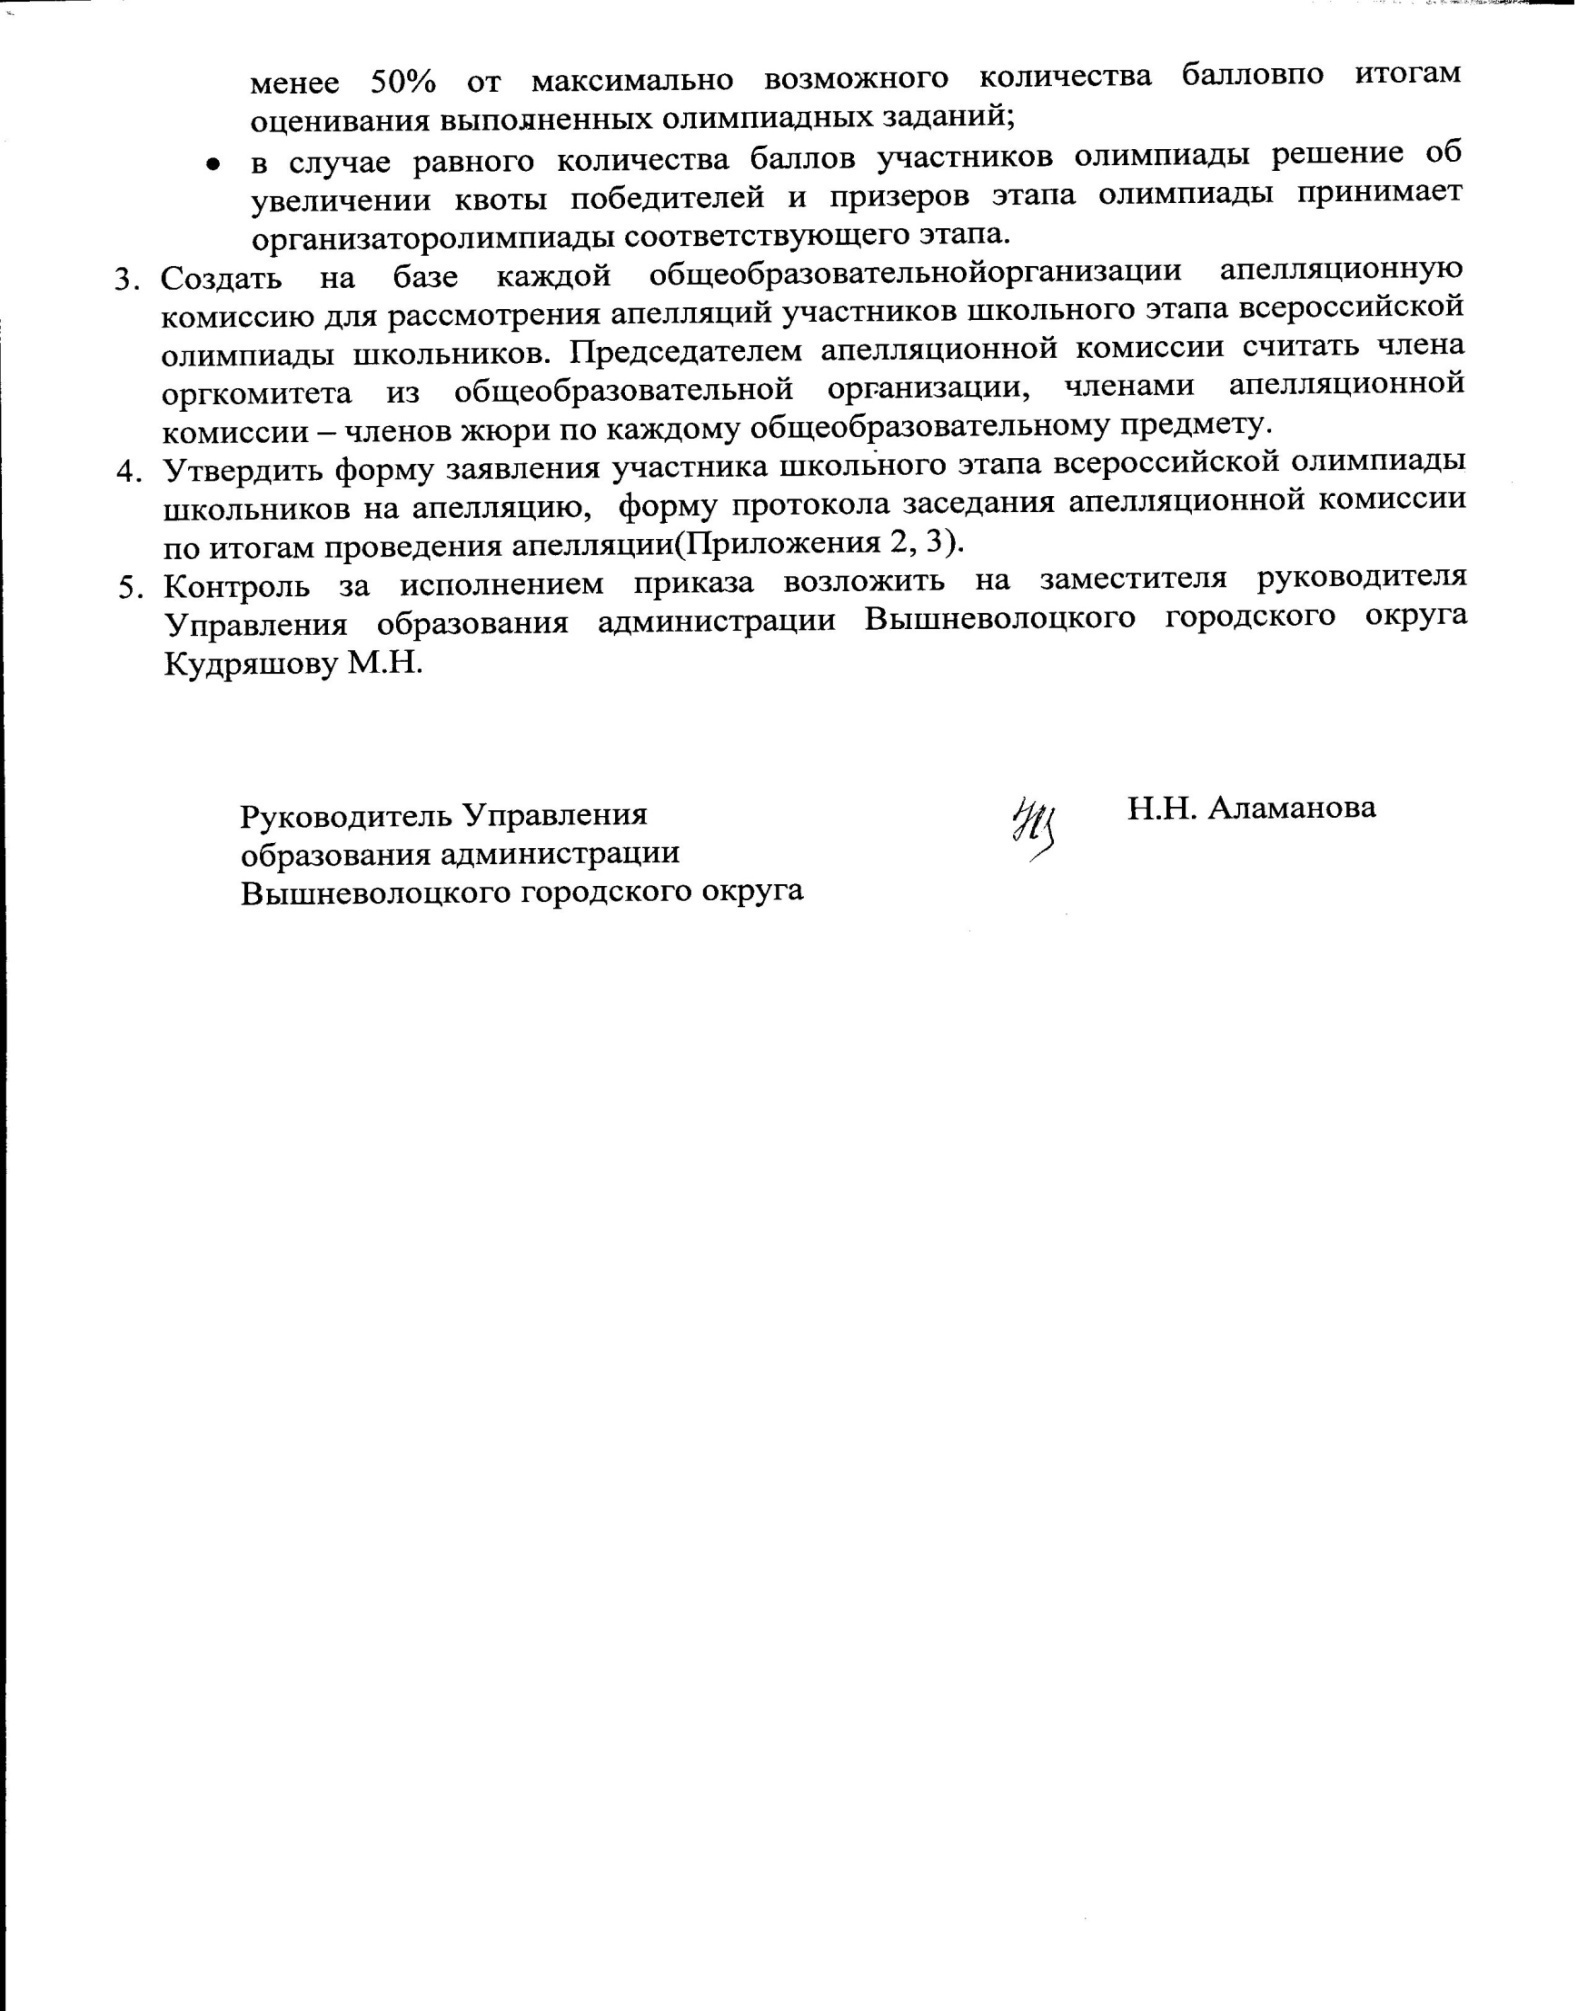 менее 50% от максимально возможного количества балловпо итогам
оценивания выполненных олимпиадных заданий;
• в случае равного количества баллов участников олимпиады решение об
увеличении квоты победителей и призеров этапа олимпиады принимает
организаторолимпиады соответствующего этапа.
3. Создать на базе каждой общеобразовательнойорганизации апелляционную
комиссию для рассмотрения апелляций участников школьного этапа всероссийской
олимпиады школьников. Председателем апелляционной комиссии считать члена
оргкомитета из общеобразовательной организации, членами апелляционной
комиссии – членов жюри по каждому общеобразовательному предмету.
4. Утвердить форму заявления участника школьного этапа всероссийской олимпиады
школьников на апелляцию, форму протокола заседания апелляционной комиссии
по итогам проведения апелляции(Приложения 2, 3).
5. Контроль за исполнением приказа возложить на заместителя руководителя
Управления образования администрации Вышневолоцкого городского округа
Кудряшову М.Н.
Руководитель Управления
образования администрации
Вышневолоцкого городского округа
Н.Н. Аламанова